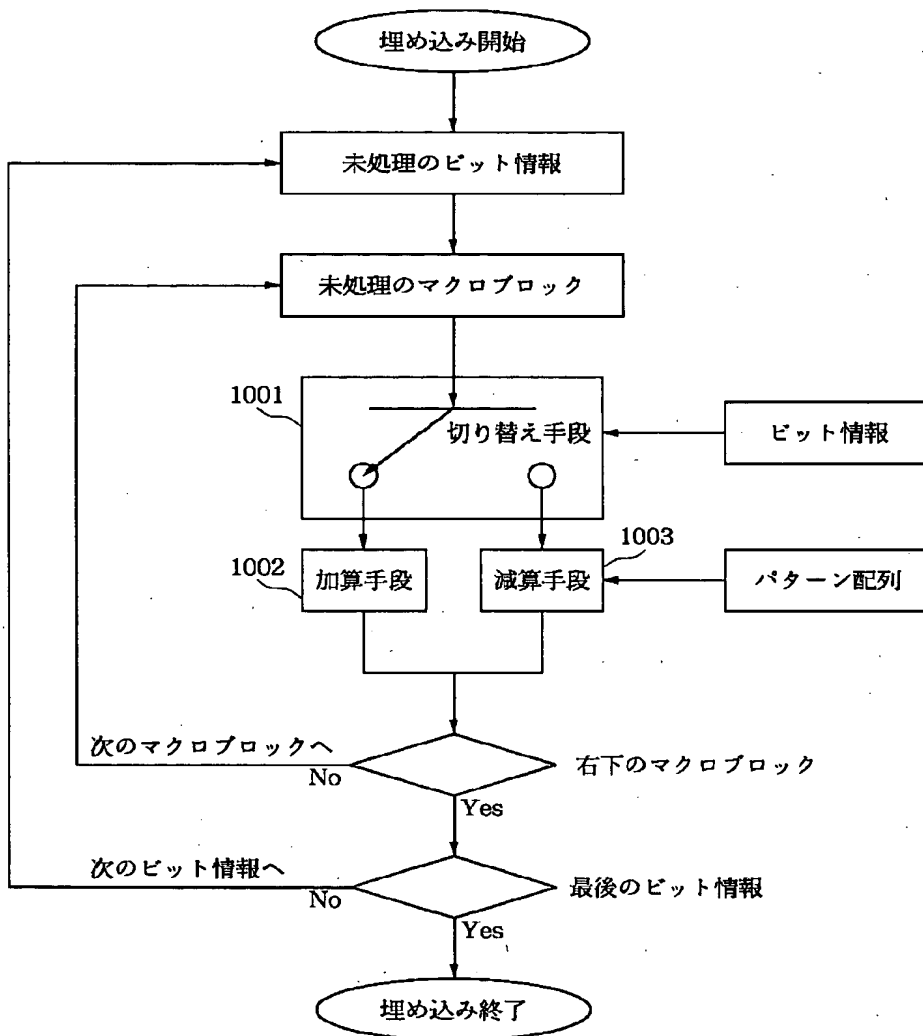 埋め込み開始
未処理のビット情報
未処理のマクロブロック
1001
切り替え手段
ビット情報
1002
加算手段
1003
減算手段
パターン配列
次のマクロブロックへ
No
右下のマクロブロック
Yes
次のビット情報へ
No
最後のビット情報
Yes
埋め込み終了